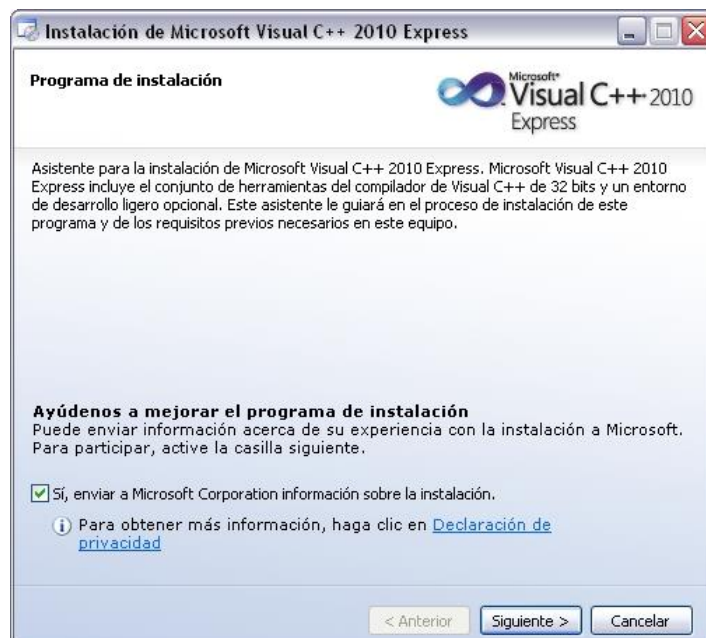 Instalación de Microsoft Visual C++ 2010 Express
Programa de instalación
Microsoft®
Visual C++ 2010
Express
Asistente para la instalación de Microsoft Visual C++ 2010 Express. Microsoft Visual C++ 2010
Express incluye el conjunto de herramientas del compilador de Visual C++ de 32 bits y un entorno
de desarrollo ligero opcional. Este asistente le guiará en el proceso de instalación de este
programa y de los requisitos previos necesarios en este equipo.
Ayúdenos a mejorar el programa de instalación
Puede enviar información acerca de su experiencia con la instalación a Microsoft.
Para participar, active la casilla siguiente.
Sí, enviar a Microsoft Corporation información sobre la instalación.
Para obtener más información, haga clic en Declaración de
privacidad
< Anterior Siguiente > Cancelar